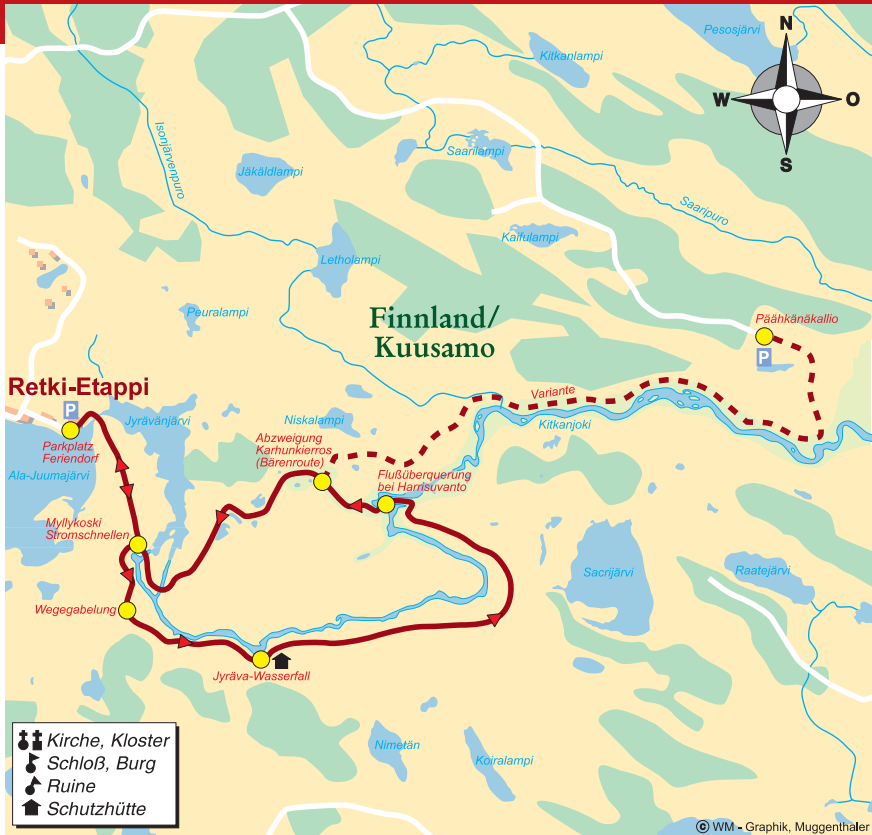 Pesosjärvi
Kitkanlampi
N
W
O
S
Isonjärvenpuro
Saarilampi
Jäkäldlampi
Saaripuro
Kaifulampi
Letholampi
Peuralampi
Finnland/
Kuusamo
Päähkänäkallio
P
Retki-Etappi
P
Variante
Jyrävänjärvi
Niskalampi
Kitkanjoki
Parkplatz
Feriendorf
Abzweigung
Karhunkierros
(Bärenroute)
Ala-Juumajärvi
Flußüberquerung
bei Harrisuvanto
Myllykoski
Stromschnellen
Sacrijärvi
Raatejärvi
Wegegabelung
Jyräva-Wasserfall
Nimetän
Koiralampi
Kirche, Kloster
Schloß, Burg
Ruine
Schutzhütte
© WM - Graphik, Muggenthaler